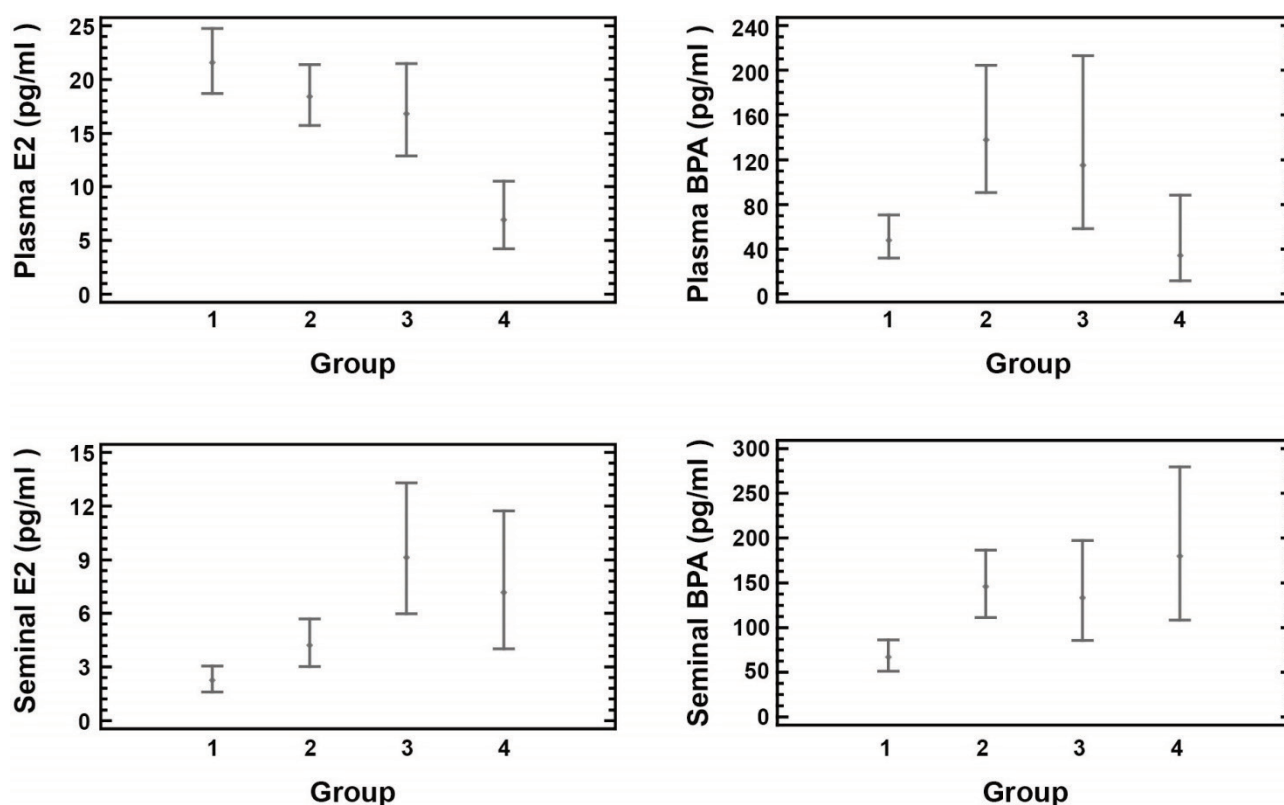 Plasma E2 (pg/ml)
25
20
15
10
5
0
1 2 3 4
Group
Plasma BPA (pg/ml)
240
200
160
120
80
40
0
1 2 3 4
Group
Seminal E2 (pg/ml )
15
12
9
6
3
0
1 2 3 4
Group
Seminal BPA (pg/ml )
300
250
200
150
100
50
0
1 2 3 4
Group